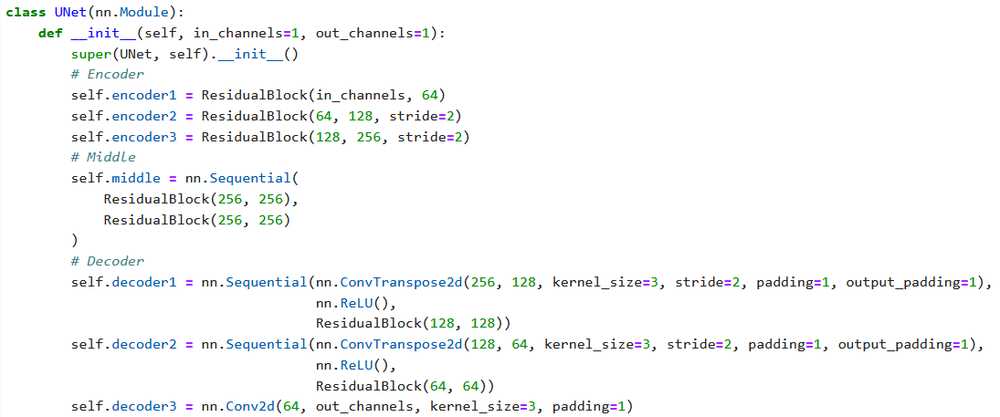 class UNet(nn.Module):
    def __init__(self, in_channels=1, out_channels=1):
        super(UNet, self).__init__()
        # Encoder
        self.encoder1 = ResidualBlock(in_channels, 64)
        self.encoder2 = ResidualBlock(64, 128, stride=2)
        self.encoder3 = ResidualBlock(128, 256, stride=2)
        # Middle
        self.middle = nn.Sequential(
            ResidualBlock(256, 256),
            ResidualBlock(256, 256)
        )
        # Decoder
        self.decoder1 = nn.Sequential(nn.ConvTranspose2d(256, 128, kernel_size=3, stride=2, padding=1, output_padding=1),
                                      nn.ReLU(),
                                      ResidualBlock(128, 128))
        self.decoder2 = nn.Sequential(nn.ConvTranspose2d(128, 64, kernel_size=3, stride=2, padding=1, output_padding=1),
                                      nn.ReLU(),
                                      ResidualBlock(64, 64))
        self.decoder3 = nn.Conv2d(64, out_channels, kernel_size=3, padding=1)